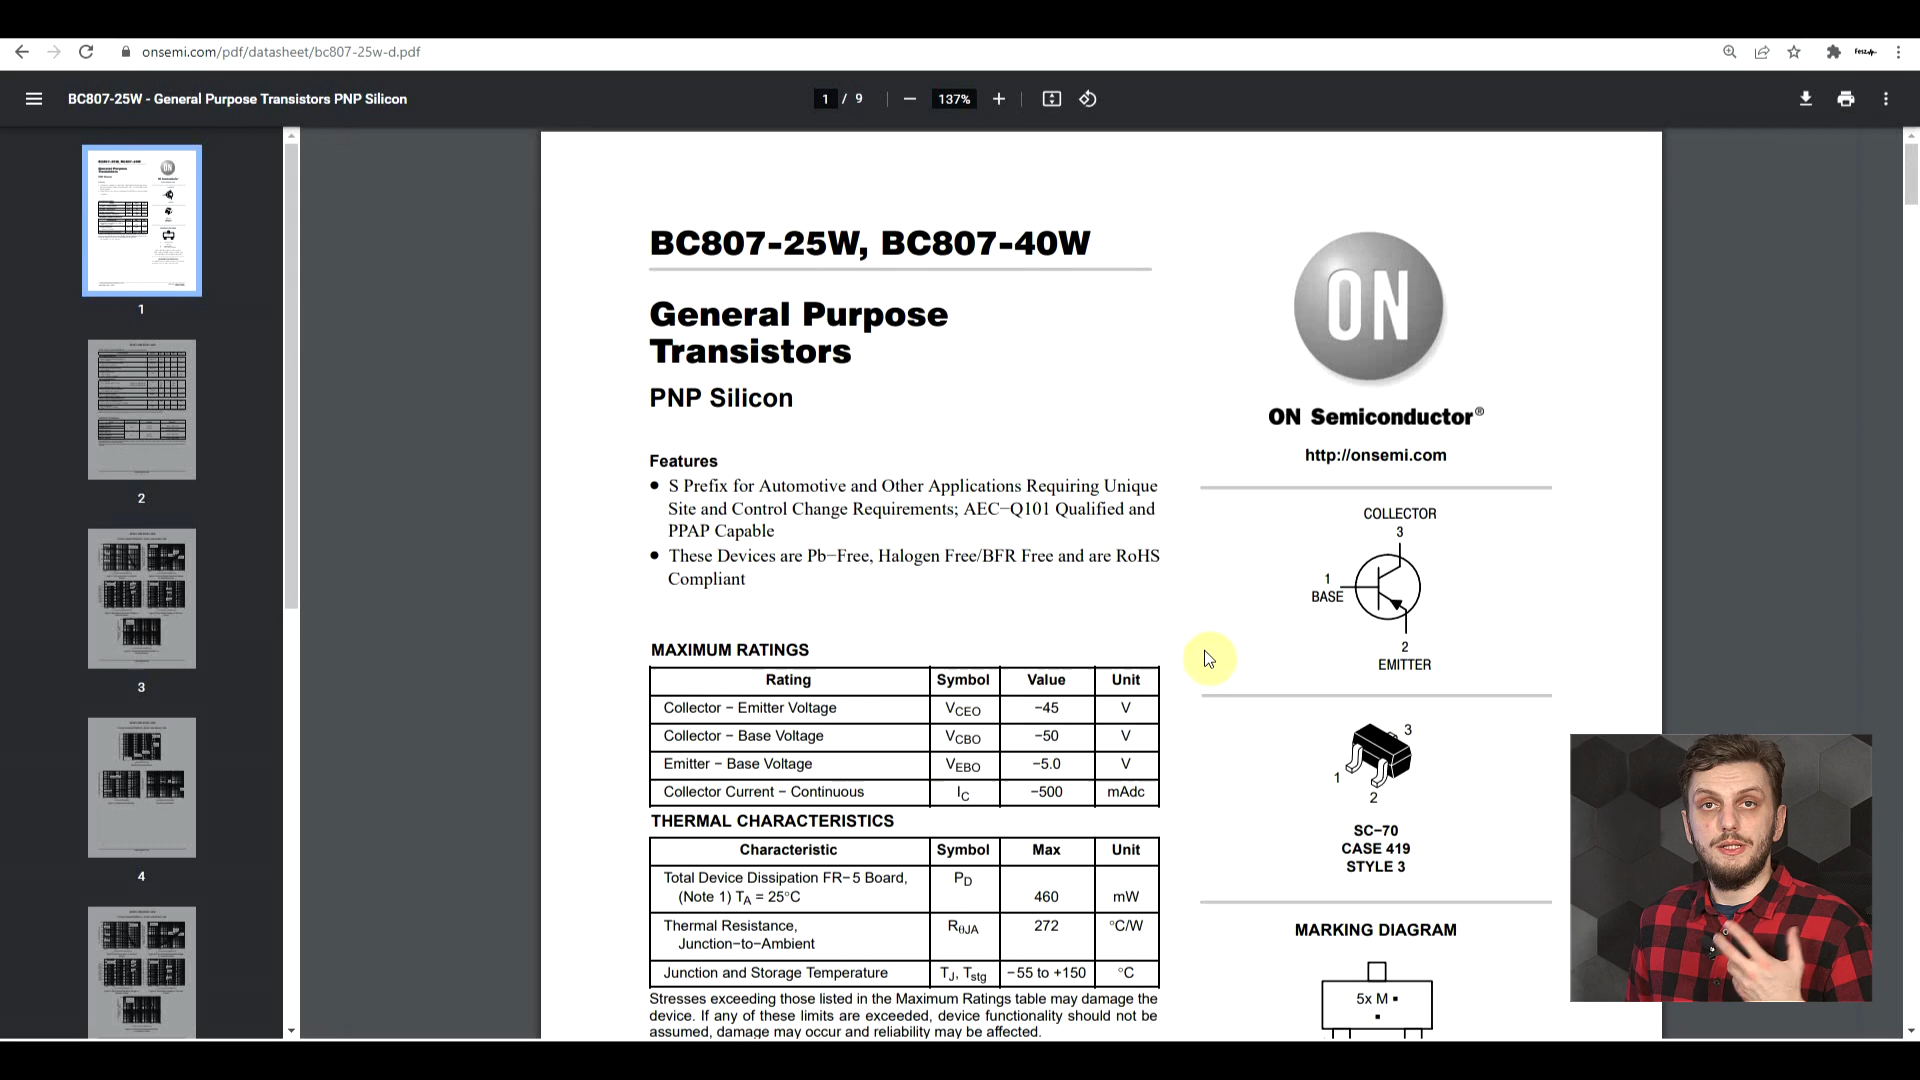 onsemi.com/pdf/datasheet/bc807-25w-d.pdf
BC807-25W - General Purpose Transistors PNP Silicon
1 / 9
137%
1
2
3
4
BC807-25W, BC807-40W
General Purpose
Transistors
PNP Silicon
Features
● S Prefix for Automotive and Other Applications Requiring Unique
Site and Control Change Requirements; AEC−Q101 Qualified and
PPAP Capable
● These Devices are Pb−Free, Halogen Free/BFR Free and are RoHS
Compliant
MAXIMUM RATINGS
Rating Symbol Value Unit
Collector − Emitter Voltage VCEO −45 V
Collector − Base Voltage VCBO −50 V
Emitter − Base Voltage VEBO −5.0 V
Collector Current − Continuous IC −500 mAdc
THERMAL CHARACTERISTICS
Characteristic Symbol Max Unit
Total Device Dissipation FR−5 Board, PD
(Note 1) TA = 25°C 460 mW
Thermal Resistance, RθJA 272 °C/W
Junction−to−Ambient
Junction and Storage Temperature TJ, Tstg −55 to +150 °C
Stresses exceeding those listed in the Maximum Ratings table may damage the
device. If any of these limits are exceeded, device functionality should not be
assumed, damage may occur and reliability may be affected.
ON
ON Semiconductor®
http://onsemi.com
COLLECTOR
3
1
BASE
2
EMITTER
3
1
2
SC−70
CASE 419
STYLE 3
MARKING DIAGRAM
5x M ▪
▪